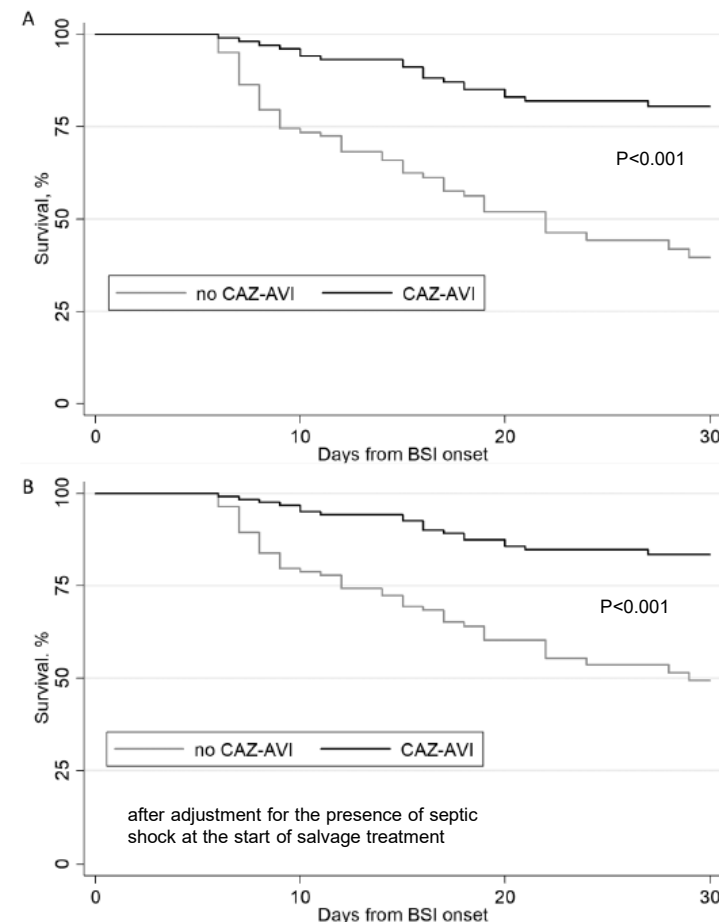 A
100
75
50
25
0
Survival, %
P<0.001
no CAZ-AVI CAZ-AVI
0 10 20 30
Days from BSI onset
B
100
75
50
25
0
Survival. %
P<0.001
no CAZ-AVI CAZ-AVI
after adjustment for the presence of septic
shock at the start of salvage treatment
0 10 20 30
Days from BSI onset